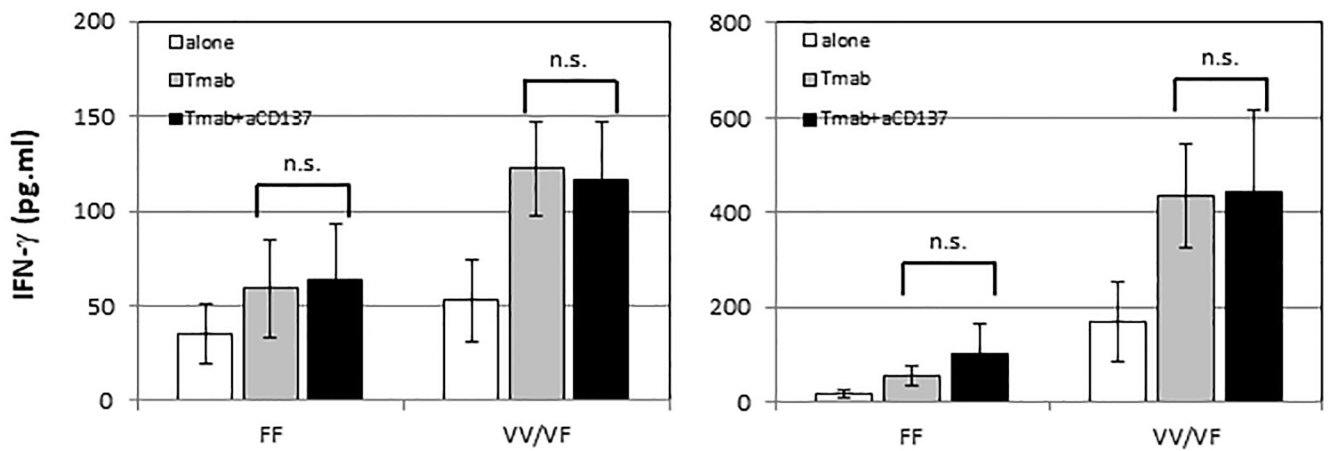 IFN-γ (pg.ml)
200
150
100
50
0
alone
Tmab
Tmab+aCD137
n.s.
n.s.
FF
VV/VF
800
600
400
200
0
alone
Tmab
Tmab+aCD137
n.s.
n.s.
FF
VV/VF